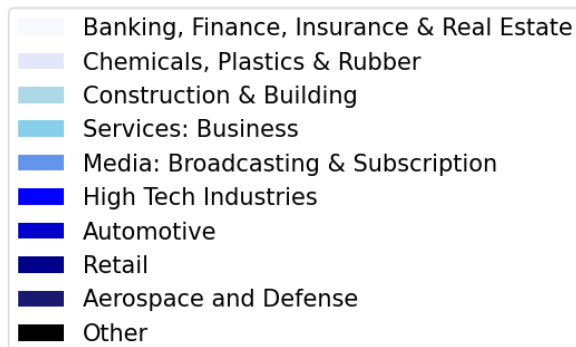 Banking, Finance, Insurance & Real Estate
Chemicals, Plastics & Rubber
Construction & Building
Services: Business
Media: Broadcasting & Subscription
High Tech Industries
Automotive
Retail
Aerospace and Defense
Other